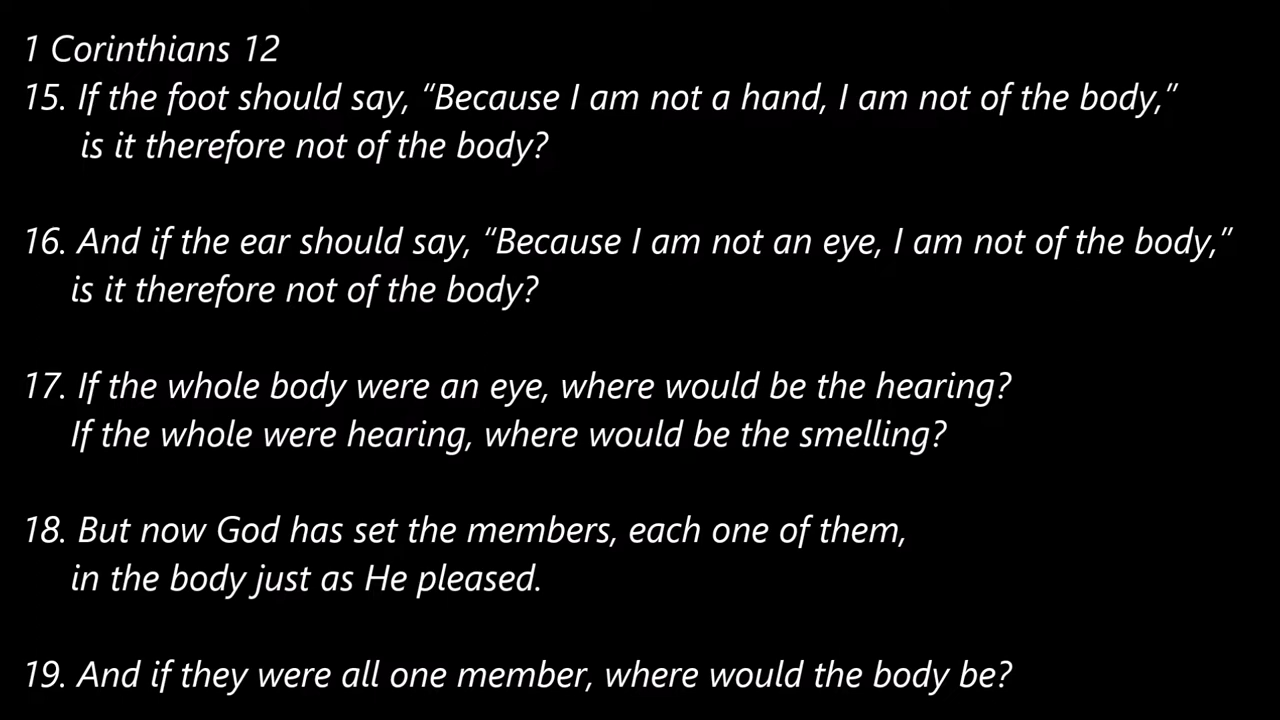 1 Corinthians 12
15. If the foot should say, “Because I am not a hand, I am not of the body,”
is it therefore not of the body?
16. And if the ear should say, “Because I am not an eye, I am not of the body,”
is it therefore not of the body?
17. If the whole body were an eye, where would be the hearing?
If the whole were hearing, where would be the smelling?
18. But now God has set the members, each one of them,
in the body just as He pleased.
19. And if they were all one member, where would the body be?